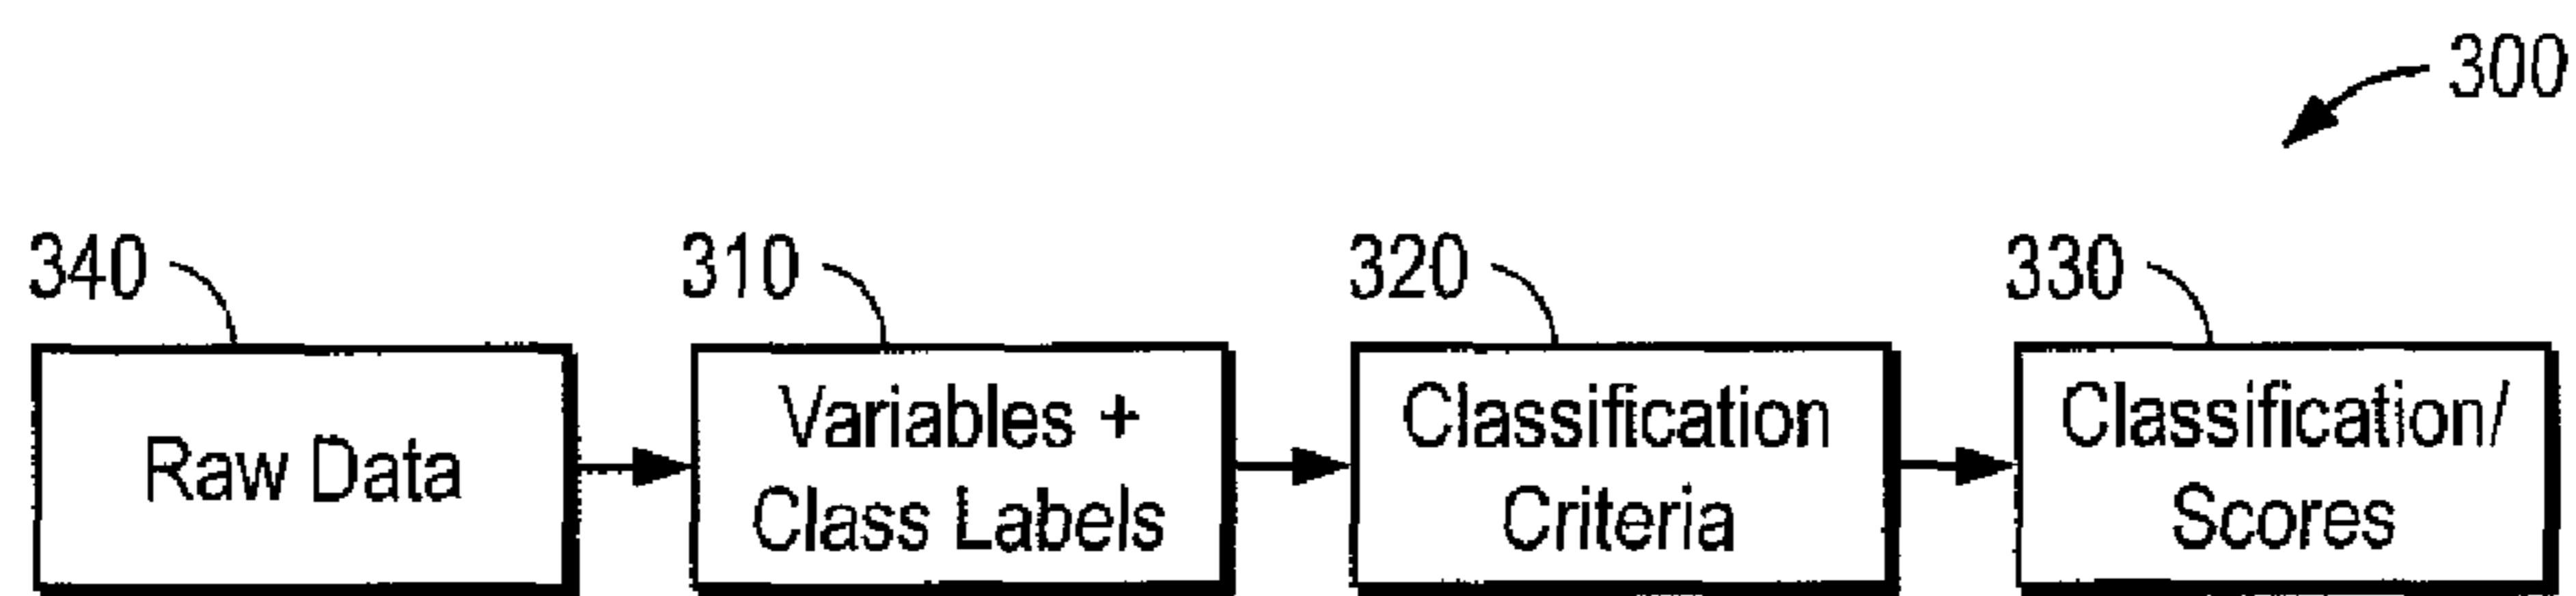 300
340
310
320
330
Raw Data
Variables +
Class Labels
Classification
Criteria
Classification/
Scores